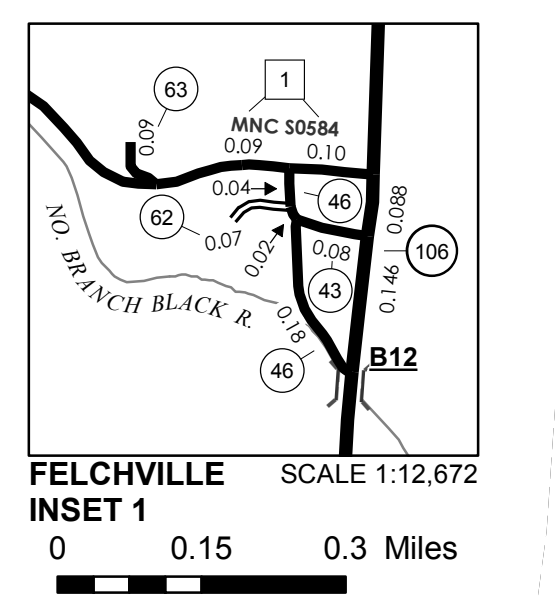 1
63
MNC S0584
0.09
0.09
0.10
0.04
46
0.088
62
0.07
0.02
0.08
106
NO. BRANCH BLACK R.
43
0.146
0.18
46
B12
FELCHVILLE SCALE 1:12,672
INSET 1
0 0.15 0.3 Miles